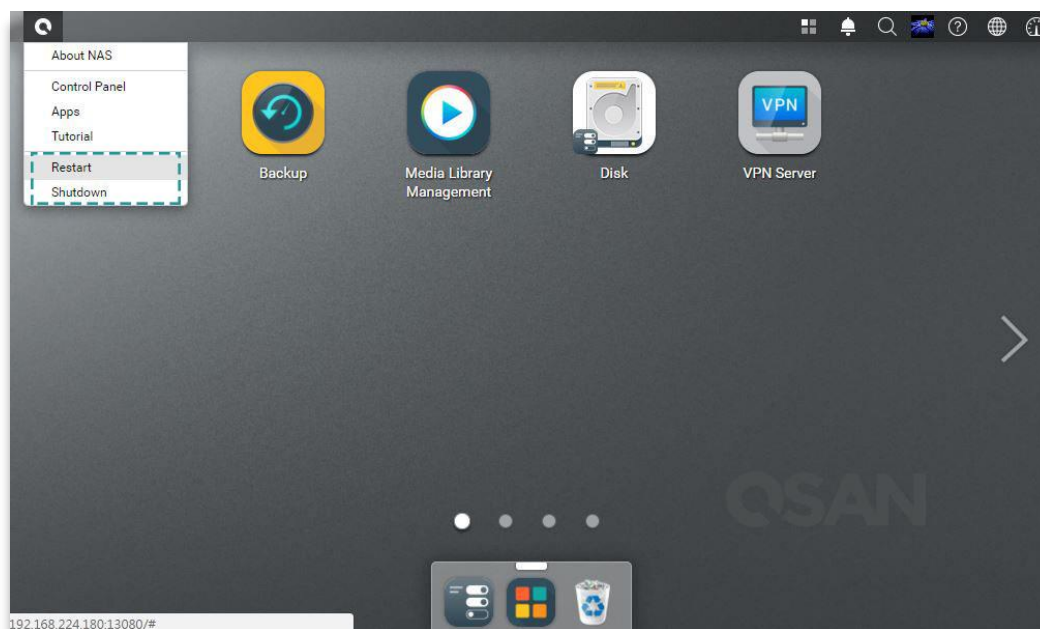 About NAS
Control Panel
Apps
Tutorial
Restart
Shutdown
Backup
Media Library
Management
Disk
VPN
VPN Server
QSAN
192.168.224.180:13080/#